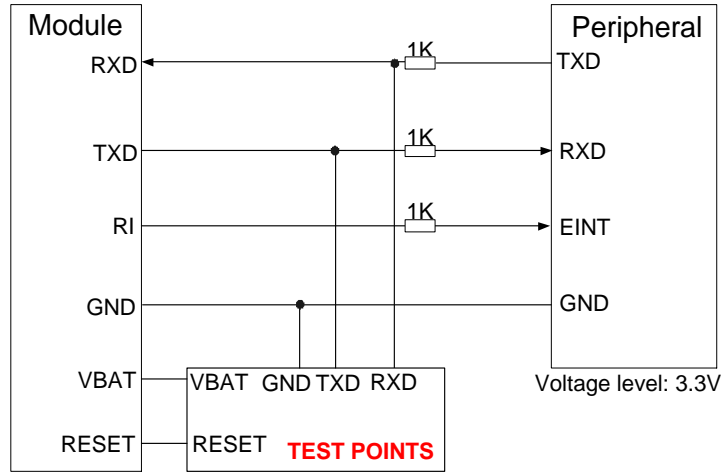 Module
Peripheral
1K
RXD
TXD
1K
TXD
RXD
1K
RI
EINT
GND
GND
VBAT
VBAT GND TXD RXD
Voltage level: 3.3V
RESET
RESET
TEST POINTS